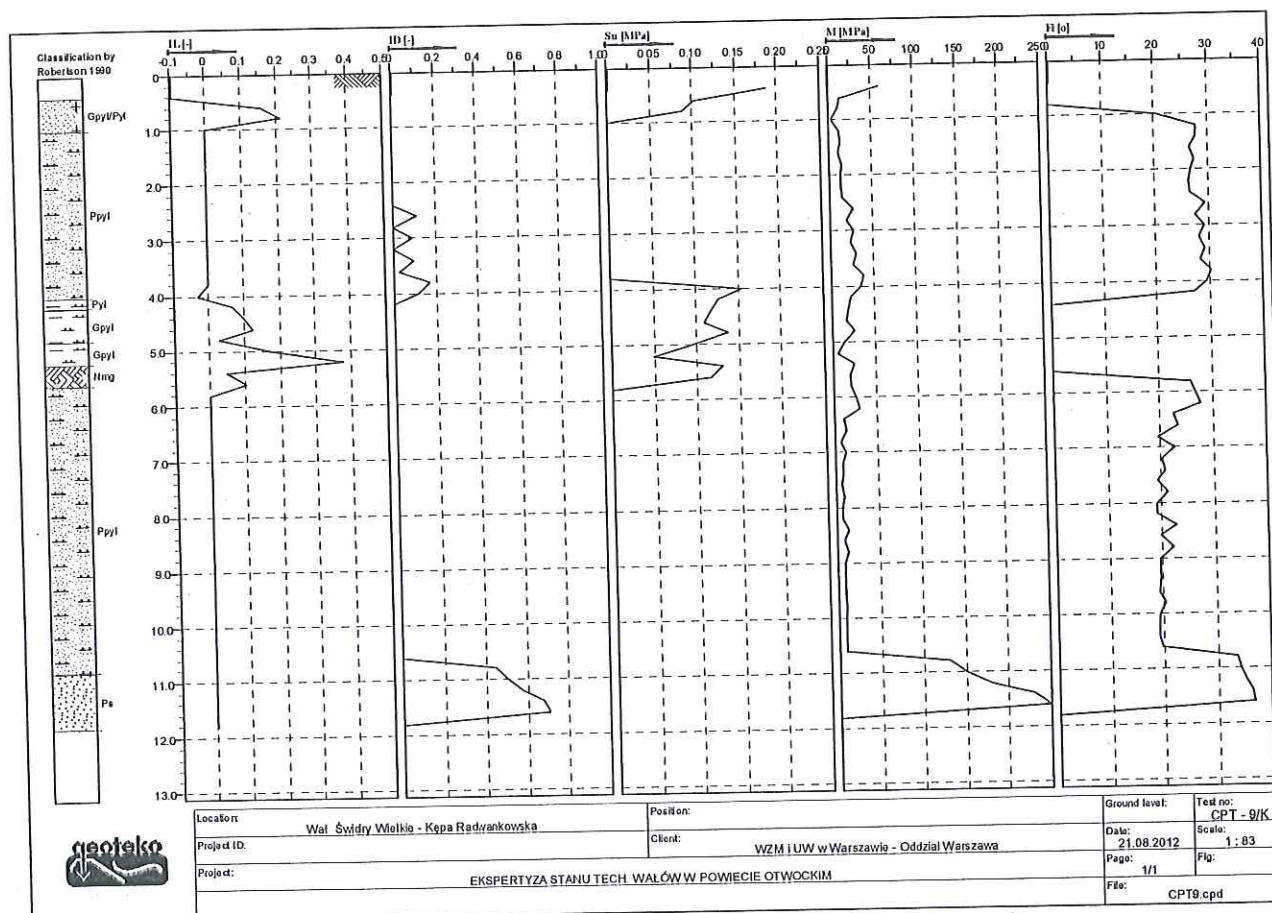 Classification by
Robertson 1990
IL [-]
-0.1 0 0.1 0.2 0.3 0.4 0.5
ID [-]
0.2 0.4 0.6 0.8 1.0
Su [MPa]
0.05 0.10 0.15 0.20 0.25
M [MPa]
0 50 100 150 200 250
10 20 30 40
0
1.0
2.0
3.0
4.0
5.0
6.0
7.0
8.0
9.0
10.0
11.0
12.0
13.0
Gpyl/Pyl
Ppyl
Pyl
Gpyl
Gpyl
Nmg
Ppyl
Ps
geoteko
Location:
Wał Świdry Wielkie - Kępa Radwankowska
Position:
Ground level:
Test no:
CPT - 9/K
Project ID:
Client:
WZM i UW w Warszawie - Oddzial Warszawa
Date:
21.08.2012
Scale:
1 : 83
Project:
EKSPERTYZA STANU TECH. WAŁÓW W POWIECIE OTWOCKIM
Page:
1/1
Fig:
File:
CPT9.cpd